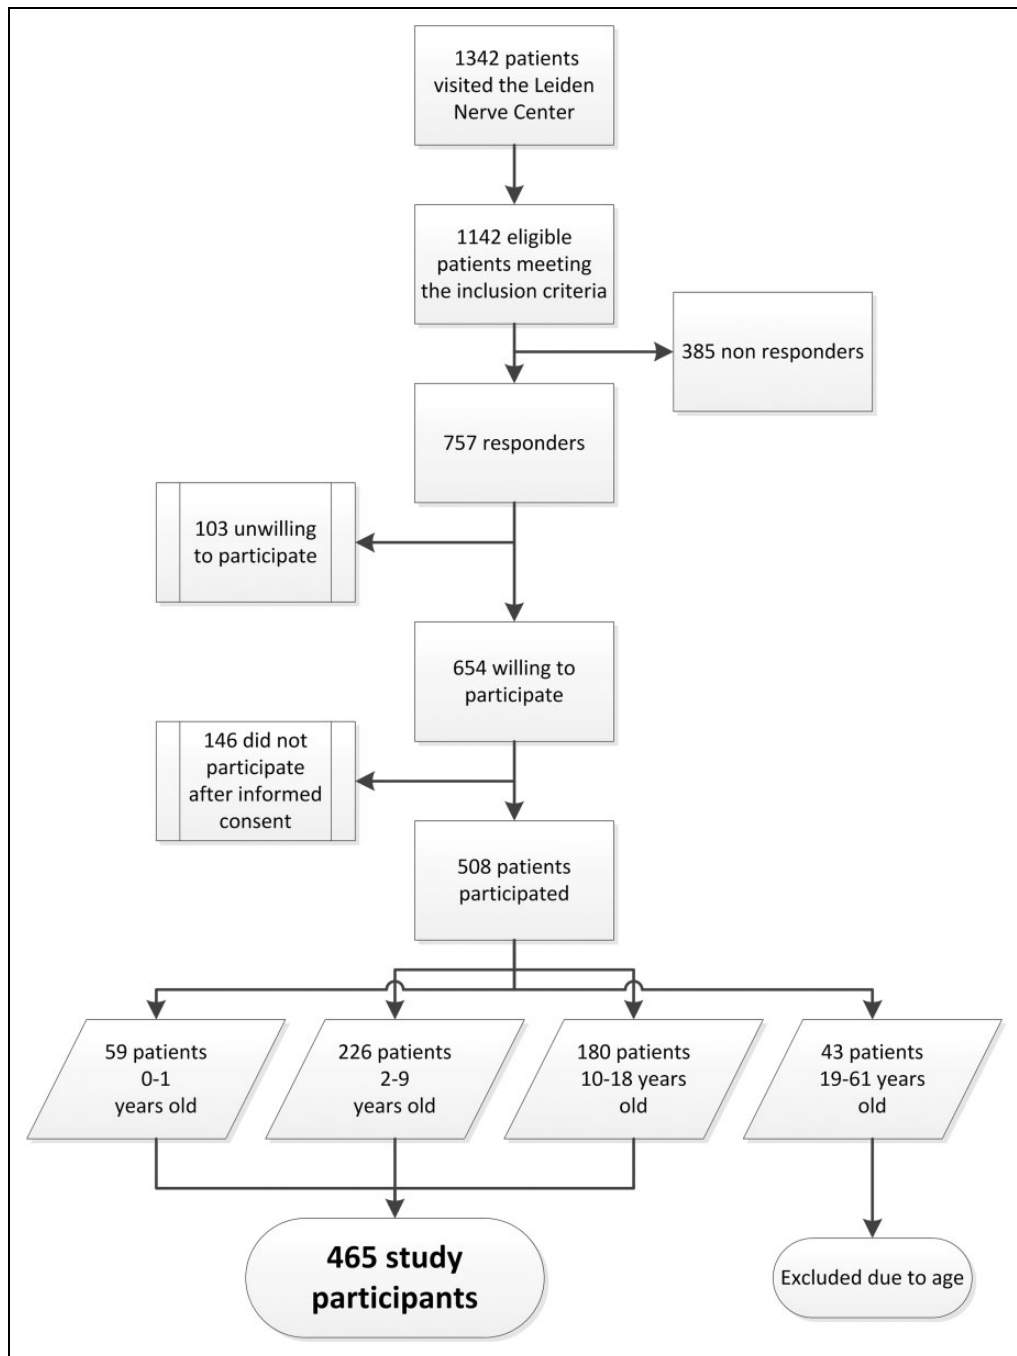 1342 patients
visited the Leiden
Nerve Center
1142 eligible
patients meeting
the inclusion criteria
385 non responders
757 responders
103 unwilling
to participate
654 willing to
participate
146 did not
participate
after informed
consent
508 patients
participated
59 patients
0-1
years old
226 patients
2-9
years old
180 patients
10-18 years
old
43 patients
19-61 years
old
465 study
participants
Excluded due to age